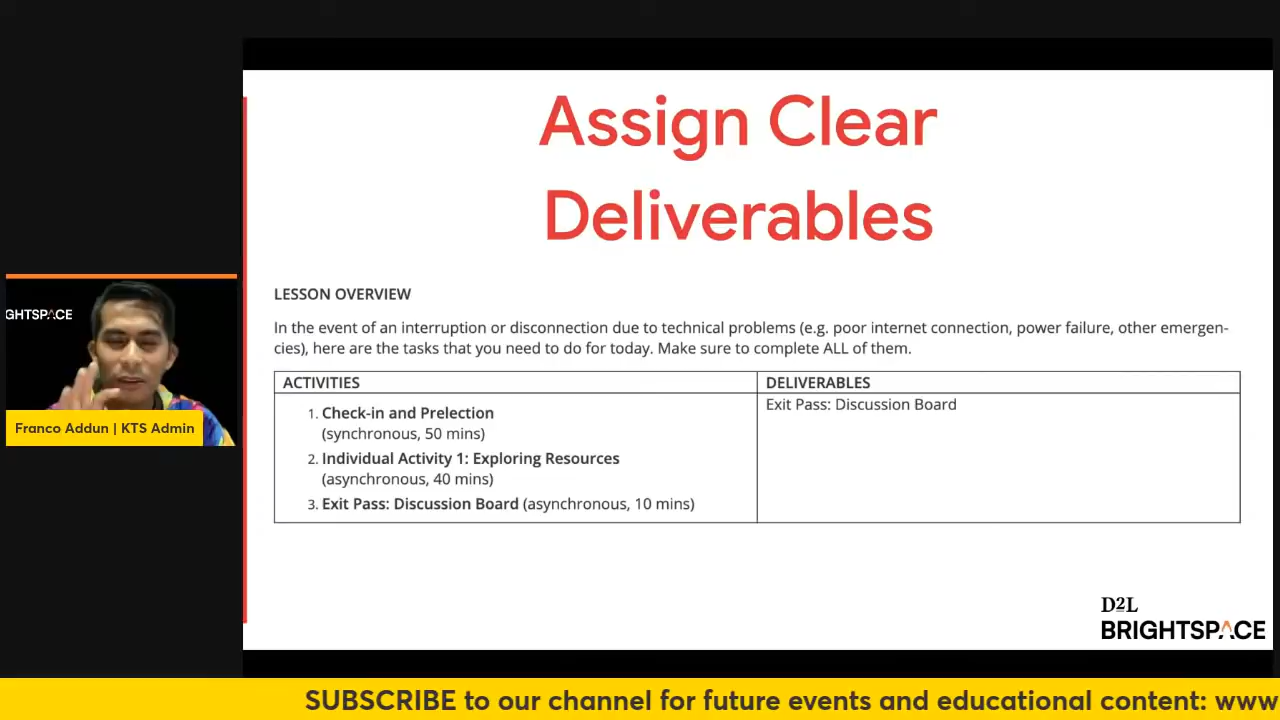 Assign Clear
Deliverables
LESSON OVERVIEW
In the event of an interruption or disconnection due to technical problems (e.g. poor internet connection, power failure, other emergen-
cies), here are the tasks that you need to do for today. Make sure to complete ALL of them.
ACTIVITIES
DELIVERABLES
1. Check-in and Prelection
(synchronous, 50 mins)
2. Individual Activity 1: Exploring Resources
(asynchronous, 40 mins)
3. Exit Pass: Discussion Board (asynchronous, 10 mins)
Exit Pass: Discussion Board
GHTSPACE
Franco Addun | KTS Admin
D2L
BRIGHTSPACE
SUBSCRIBE to our channel for future events and educational content: www